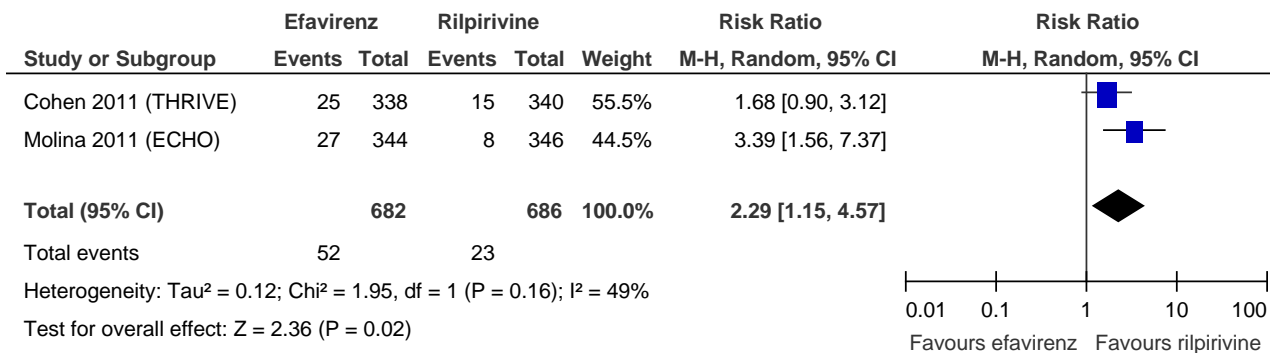 Efavirenz Rilpirivine Risk Ratio Risk Ratio
Study or Subgroup Events Total Events Total Weight M-H, Random, 95% CI M-H, Random, 95% CI
Cohen 2011 (THRIVE) 25 338 15 340 55.5% 1.68 [0.90, 3.12]
Molina 2011 (ECHO) 27 344 8 346 44.5% 3.39 [1.56, 7.37]
Total (95% CI) 682 686 100.0% 2.29 [1.15, 4.57]
Total events 52 23
Heterogeneity: Tau² = 0.12; Chi² = 1.95, df = 1 (P = 0.16); I² = 49%
Test for overall effect: Z = 2.36 (P = 0.02)
0.01 0.1 1 10 100
Favours efavirenz Favours rilpirivine